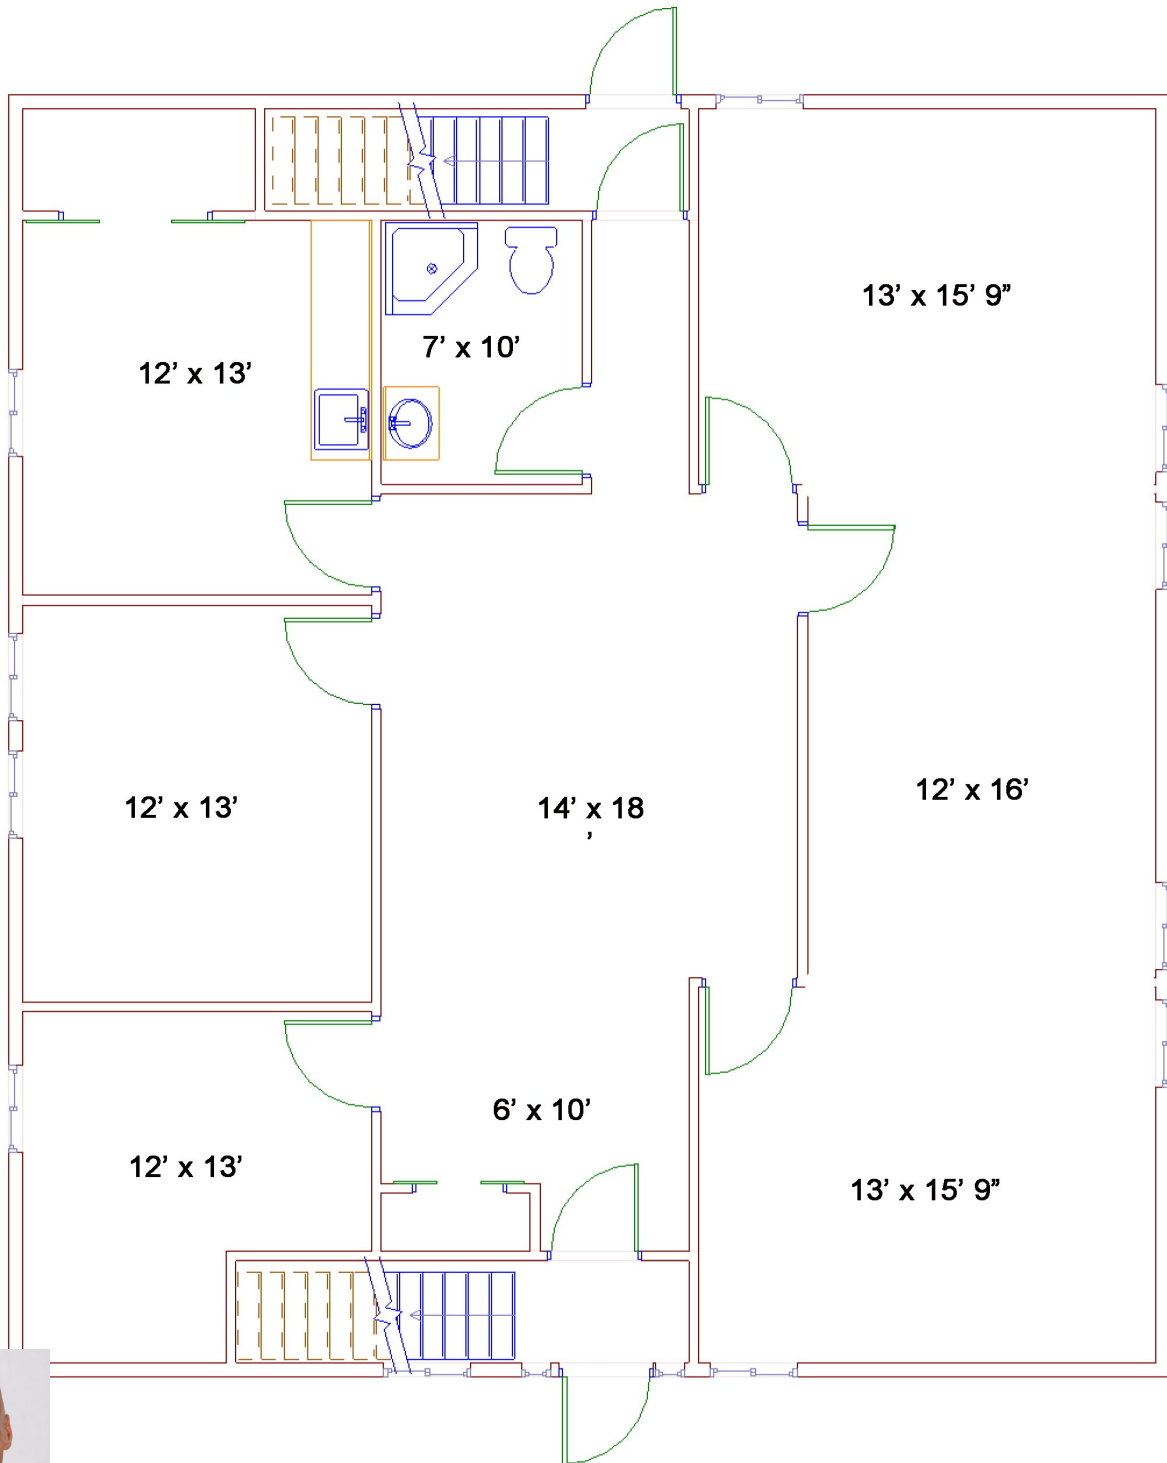 13’ x 15’ 9”
7’ x 10’
12’ x 13’
12’ x 16’
12’ x 13’
14’ x 18
’
6’ x 10’
12’ x 13’
13’ x 15’ 9”